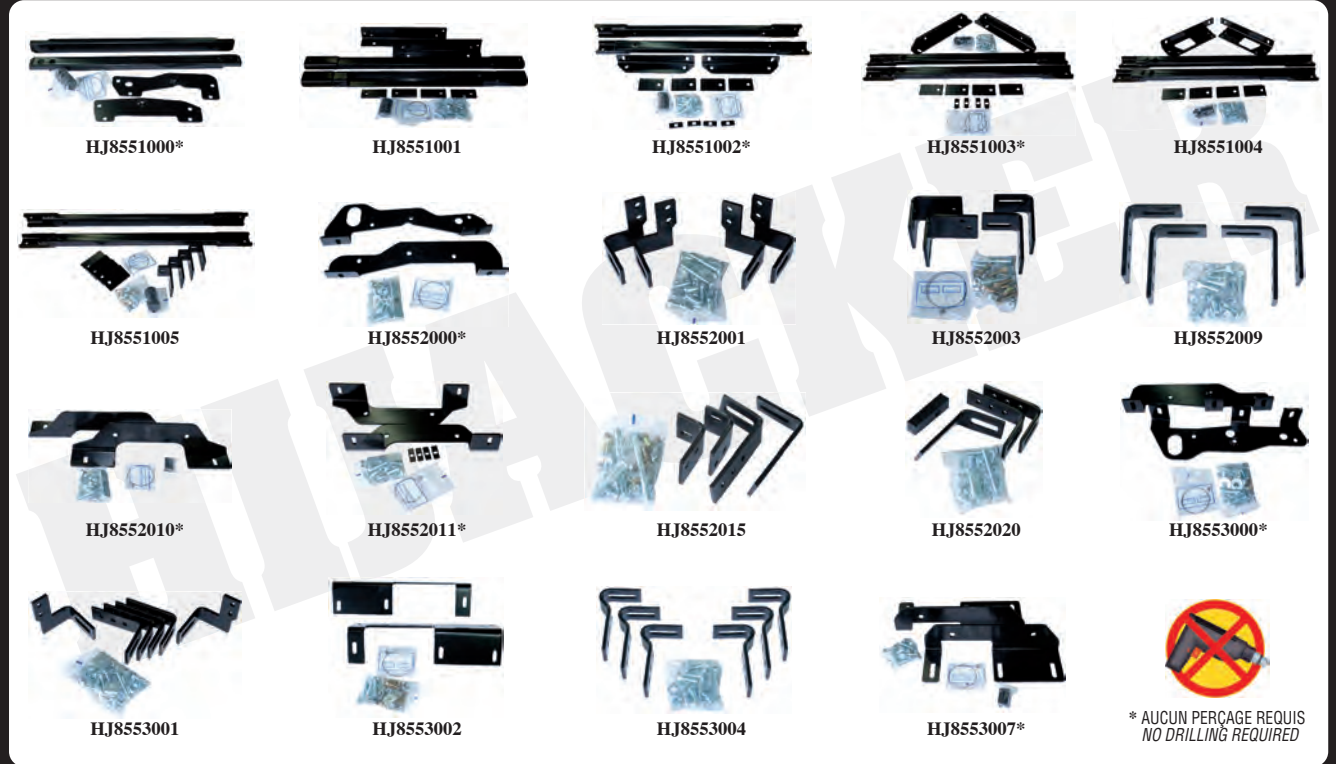 HJ8551000*
HJ8551001
HJ8551002*
HJ8551003*
HJ8551004
HJ8551005
HJ8552000*
HJ8552001
HJ8552003
HJ8552009
HJ8552010*
HJ8552011*
HJ8552015
HJ8552020
HJ8553000*
HJ8553001
HJ8553002
HJ8553004
HJ8553007*
* AUCUN PERÇAGE REQUIS
NO DRILLING REQUIRED
HIJACKER